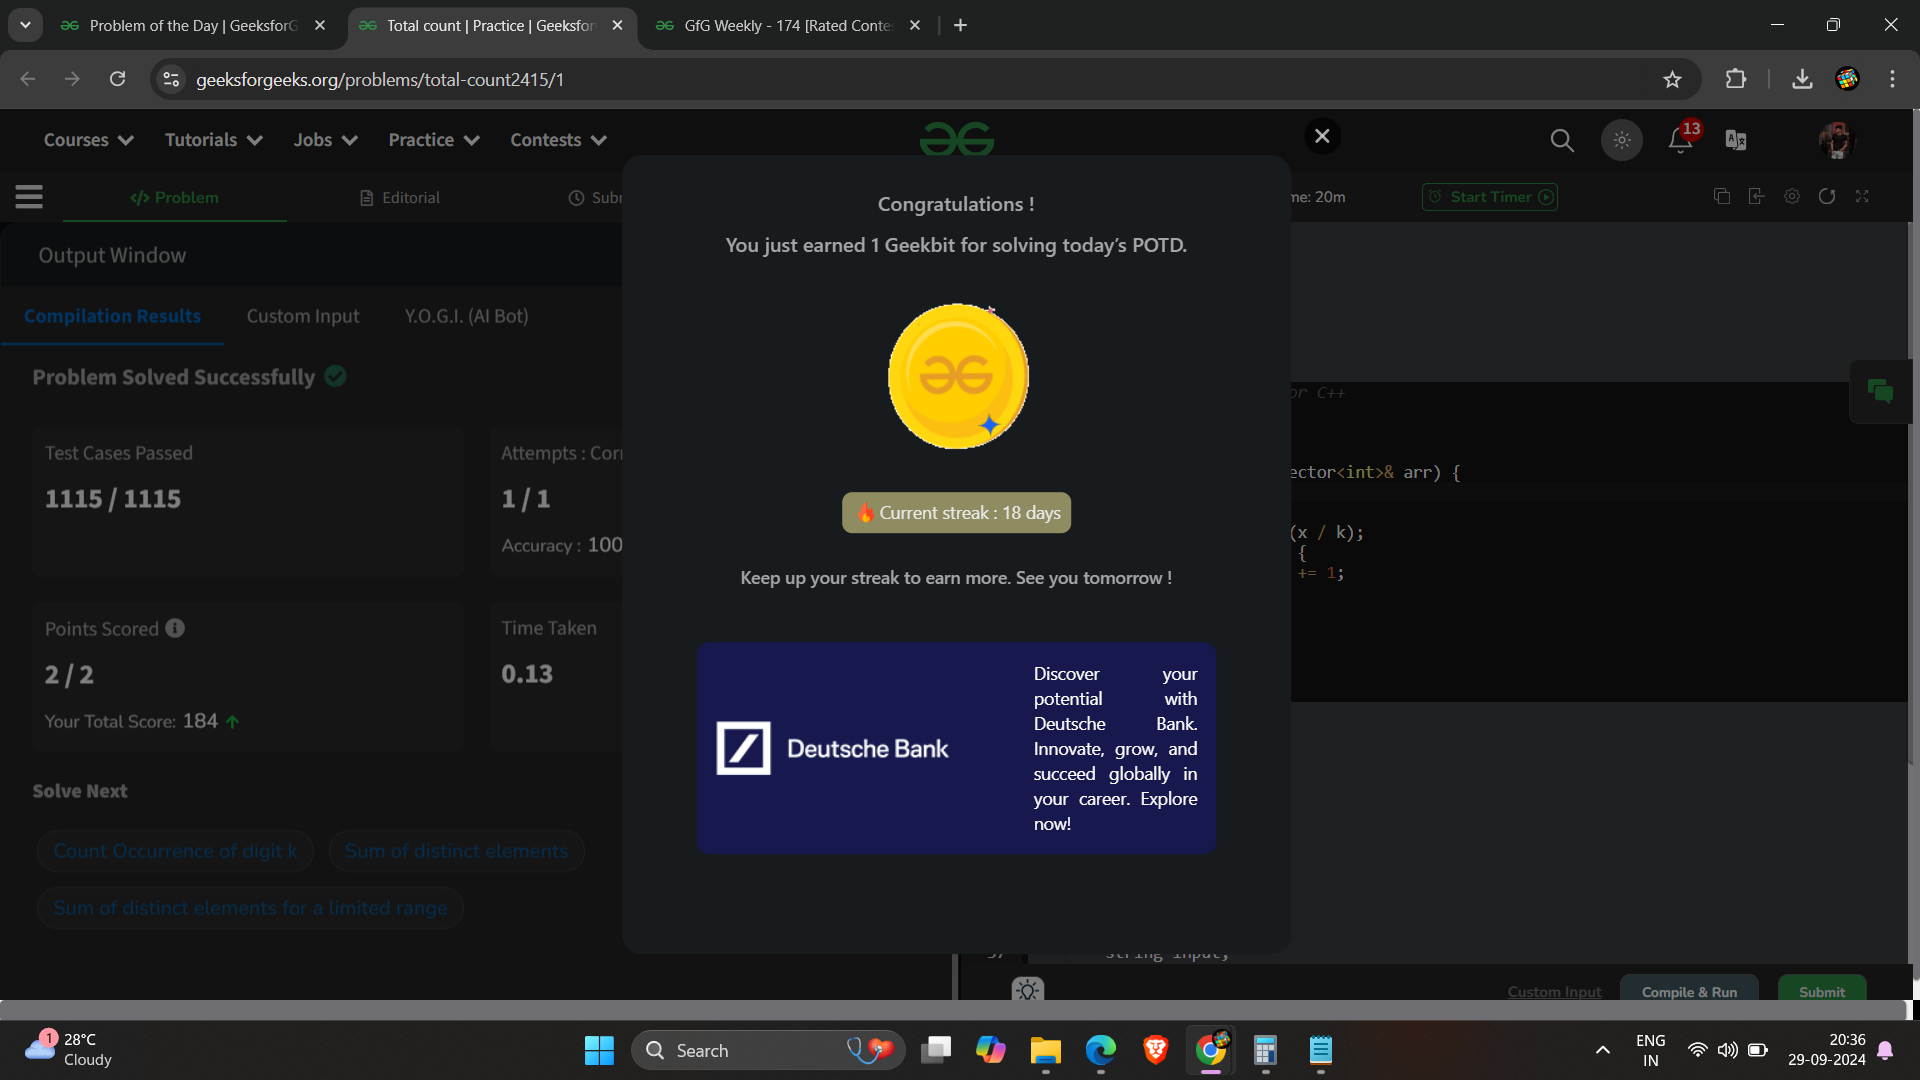 Problem of the Day | GeeksforG
Total count | Practice | Geeksfor
GfG Weekly - 174 [Rated Conte
geeksforgeeks.org/problems/total-count2415/1
Courses
Tutorials
Jobs
Practice
Contests
13
</> Problem
Editorial
Subr
me: 20m
Start Timer
Output Window
Compilation Results
Custom Input
Y.O.G.I. (AI Bot)
Problem Solved Successfully
Test Cases Passed
1115 / 1115
Attempts : Corr
1 / 1
Accuracy : 100
Points Scored
2 / 2
Your Total Score: 184
Time Taken
0.13
Solve Next
Count Occurrence of digit k
Sum of distinct elements
Sum of distinct elements for a limited range
Congratulations !
You just earned 1 Geekbit for solving today's POTD.
Current streak : 18 days
Keep up your streak to earn more. See you tomorrow !
Deutsche Bank
Discover your
potential with
Deutsche Bank.
Innovate, grow, and
succeed globally in
your career. Explore
now!
or C++
ector<int>& arr) {
(x / k);
{
+= 1;
string input;
Custom Input
Compile & Run
Submit
1
28°C
Cloudy
Search
ENG
IN
20:36
29-09-2024